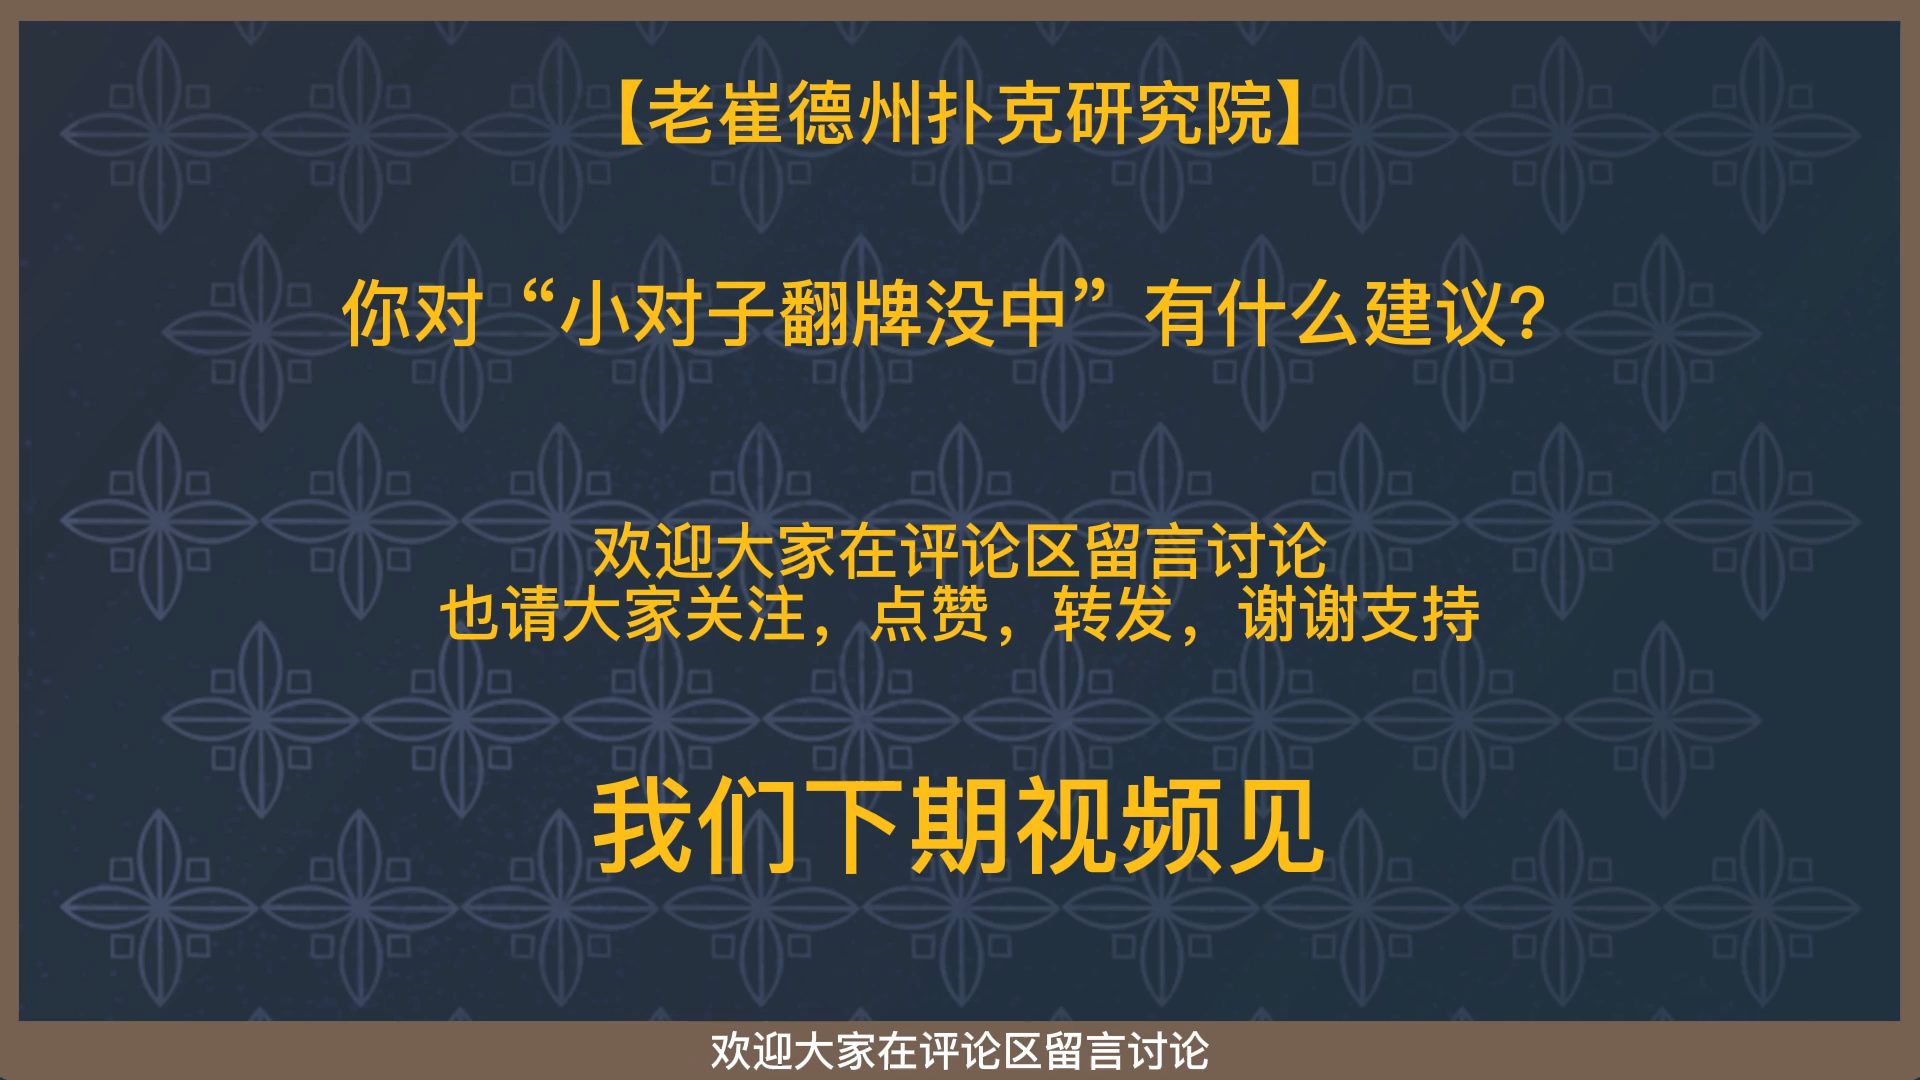 【老崔德州扑克研究院】
你对“小对子翻牌没中”有什么建议？
欢迎大家在评论区留言讨论
也请大家关注，点赞，转发，谢谢支持
我们下期视频见
欢迎大家在评论区留言讨论